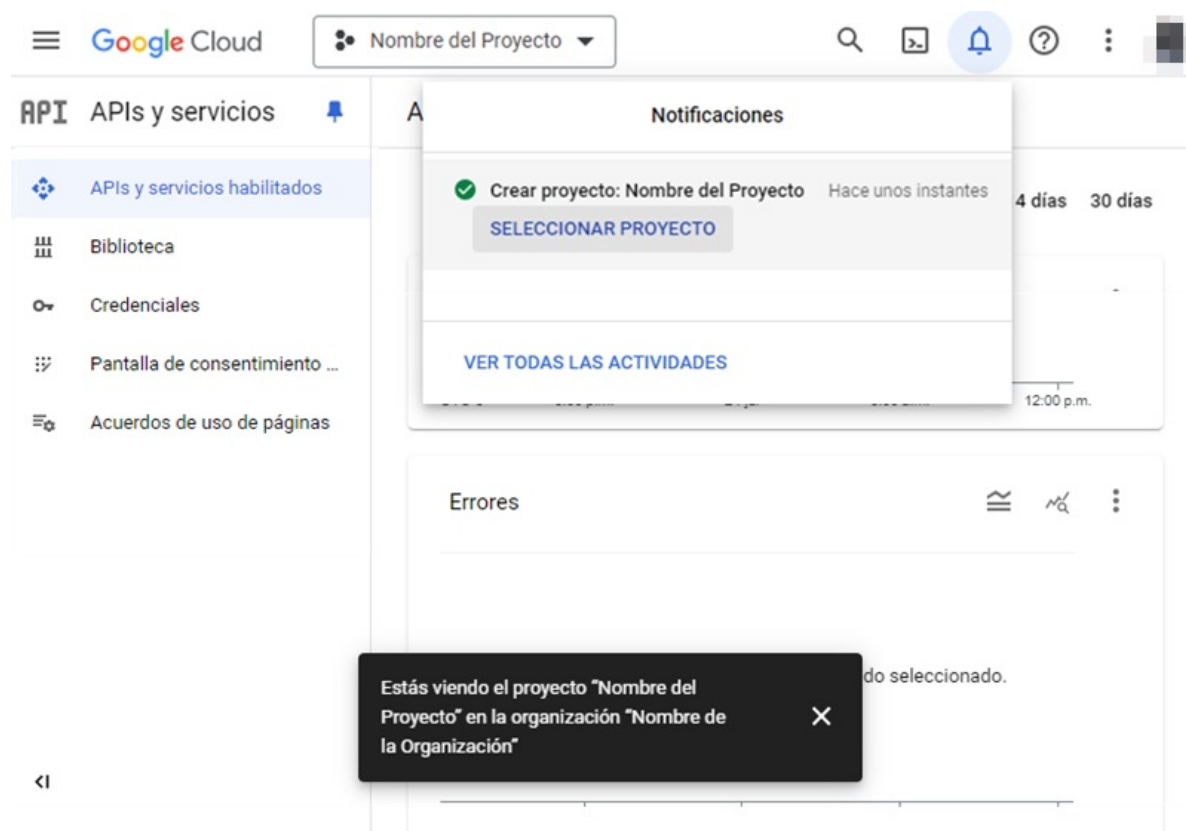 Google Cloud
Nombre del Proyecto
API APIs y servicios
Notificaciones
APIs y servicios habilitados
Crear proyecto: Nombre del Proyecto Hace unos instantes
SELECCIONAR PROYECTO
4 días 30 días
Biblioteca
Credenciales
Pantalla de consentimiento ...
VER TODAS LAS ACTIVIDADES
12:00 p.m.
Acuerdos de uso de páginas
Errores
do seleccionado.
Estás viendo el proyecto "Nombre del
Proyecto" en la organización "Nombre de
la Organización"